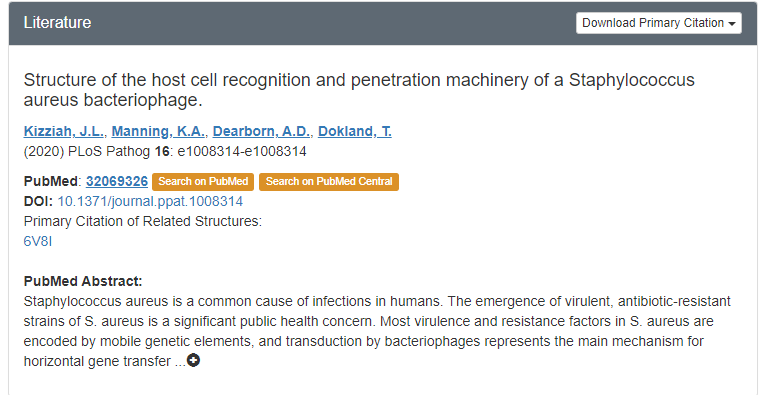 Literature
Download Primary Citation
Structure of the host cell recognition and penetration machinery of a Staphylococcus
aureus bacteriophage.
Kizziah, J.L., Manning, K.A., Dearborn, A.D., Dokland, T.
(2020) PLoS Pathog 16: e1008314-e1008314
PubMed: 32069326 Search on PubMed Search on PubMed Central
DOI: 10.1371/journal.ppat.1008314
Primary Citation of Related Structures:
6V8I
PubMed Abstract:
Staphylococcus aureus is a common cause of infections in humans. The emergence of virulent, antibiotic-resistant
strains of S. aureus is a significant public health concern. Most virulence and resistance factors in S. aureus are
encoded by mobile genetic elements, and transduction by bacteriophages represents the main mechanism for
horizontal gene transfer ...